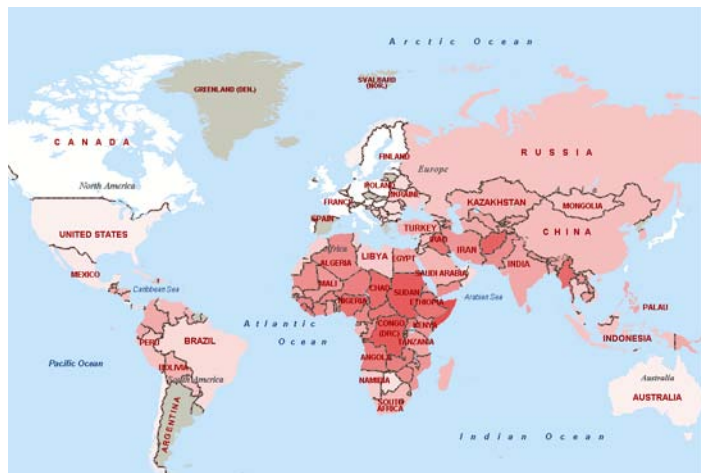 Arctic Ocean
SVALBARD
(NOR.)
GREENLAND (DEN.)
CANADA
RUSSIA
FINLAND
Europe
North America
POLAND
UKRAINE
FRANCE
KAZAKHSTAN
MONGOLIA
SPAIN
TURKEY
UNITED STATES
CHINA
IRAQ
IRAN
Africa
ALGERIA
LIBYA
EGYPT
INDIA
MEXICO
SAUDI ARABIA
Caribbean Sea
MALI
CHAD
SUDAN
Arabian Sea
NIGERIA
ETHIOPIA
PALAU
Atlantic
Ocean
CONGO
(DRC)
KENYA
PERU
BRAZIL
TANZANIA
INDONESIA
Pacific Ocean
ANGOLA
BOLIVIA
South America
NAMIBIA
Australia
AUSTRALIA
SOUTH
AFRICA
ARGENTINA
Indian Ocean